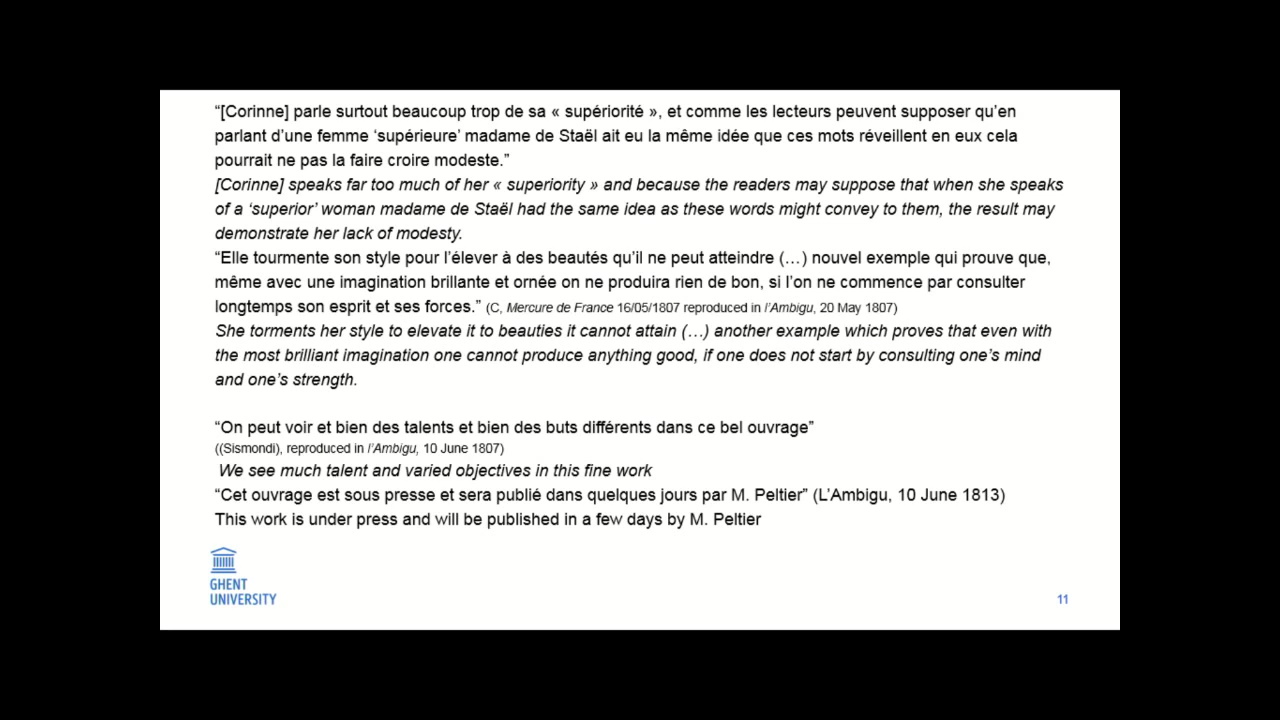 “[Corinne] parle surtout beaucoup trop de sa « supériorité », et comme les lecteurs peuvent supposer qu’en
parlant d’une femme ‘supérieure’ madame de Staël ait eu la même idée que ces mots réveillent en eux cela
pourrait ne pas la faire croire modeste.”
[Corinne] speaks far too much of her « superiority » and because the readers may suppose that when she speaks
of a ‘superior’ woman madame de Staël had the same idea as these words might convey to them, the result may
demonstrate her lack of modesty.
“Elle tourmente son style pour l’élever à des beautés qu’il ne peut atteindre (…) nouvel exemple qui prouve que,
même avec une imagination brillante et ornée on ne produira rien de bon, si l’on ne commence par consulter
longtemps son esprit et ses forces.” (C, Mercure de France 16/05/1807 reproduced in l’Ambigu, 20 May 1807)
She torments her style to elevate it to beauties it cannot attain (…) another example which proves that even with
the most brilliant imagination one cannot produce anything good, if one does not start by consulting one’s mind
and one’s strength.
“On peut voir et bien des talents et bien des buts différents dans ce bel ouvrage”
((Sismondi), reproduced in l’Ambigu, 10 June 1807)
We see much talent and varied objectives in this fine work
“Cet ouvrage est sous presse et sera publié dans quelques jours par M. Peltier” (L’Ambigu, 10 June 1813)
This work is under press and will be published in a few days by M. Peltier
GHENT
UNIVERSITY
11